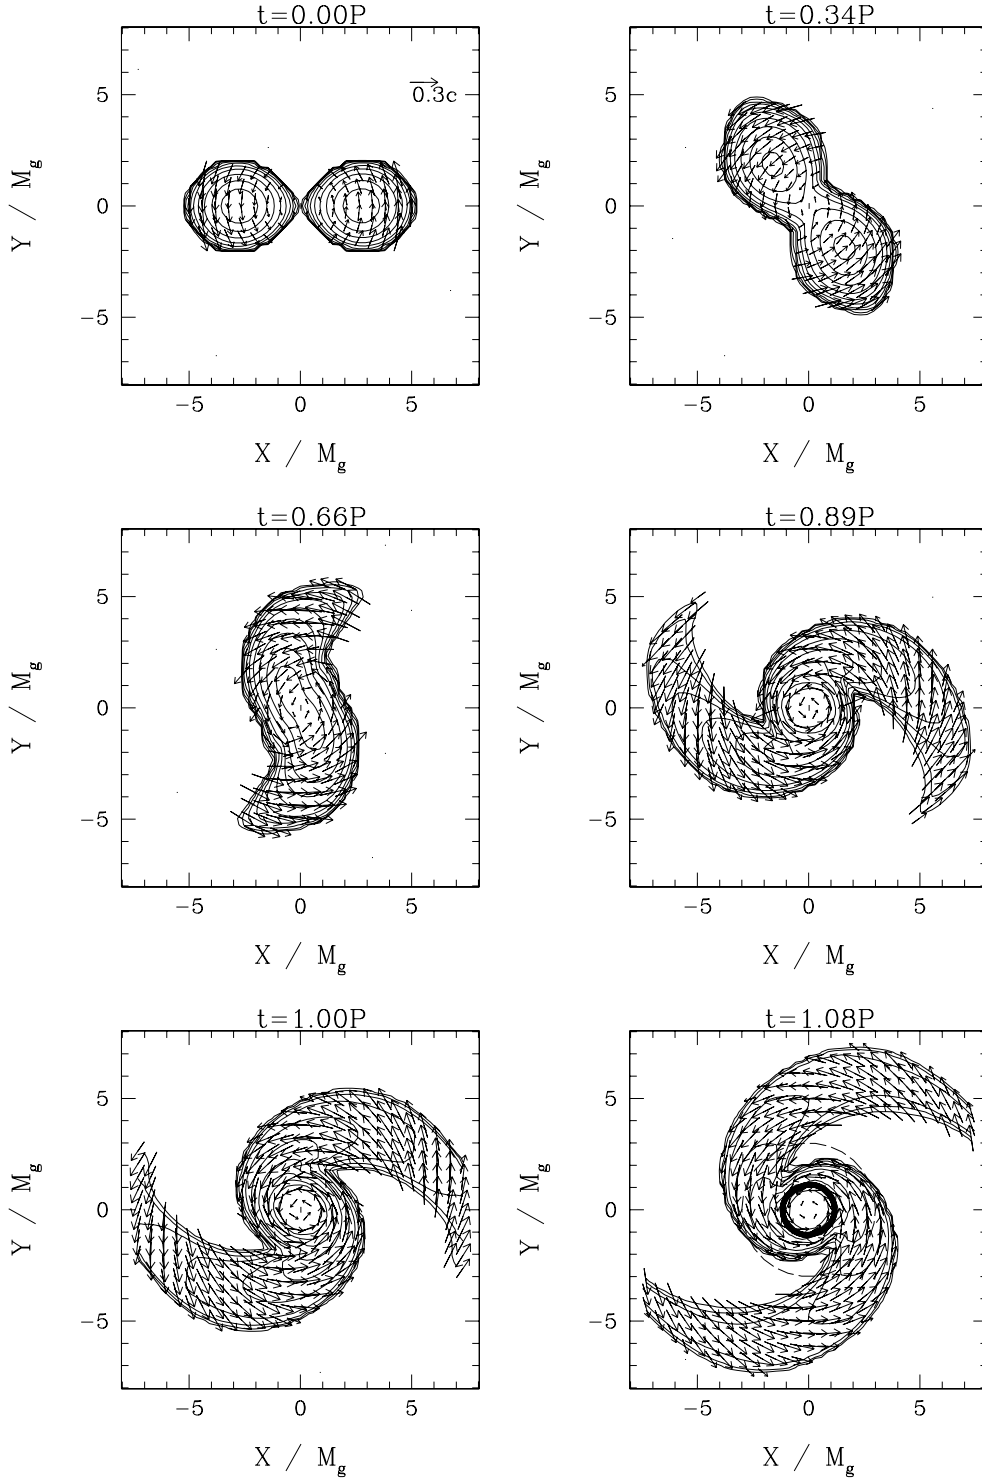 t=0.00P
t=0.34P
0.3c
5
0
−5
Y / Mg
−5 0 5
X / Mg
5
0
−5
Y / Mg
−5 0 5
X / Mg
t=0.66P
t=0.89P
5
0
−5
Y / Mg
−5 0 5
X / Mg
5
0
−5
Y / Mg
−5 0 5
X / Mg
t=1.00P
t=1.08P
5
0
−5
Y / Mg
−5 0 5
X / Mg
5
0
−5
Y / Mg
−5 0 5
X / Mg